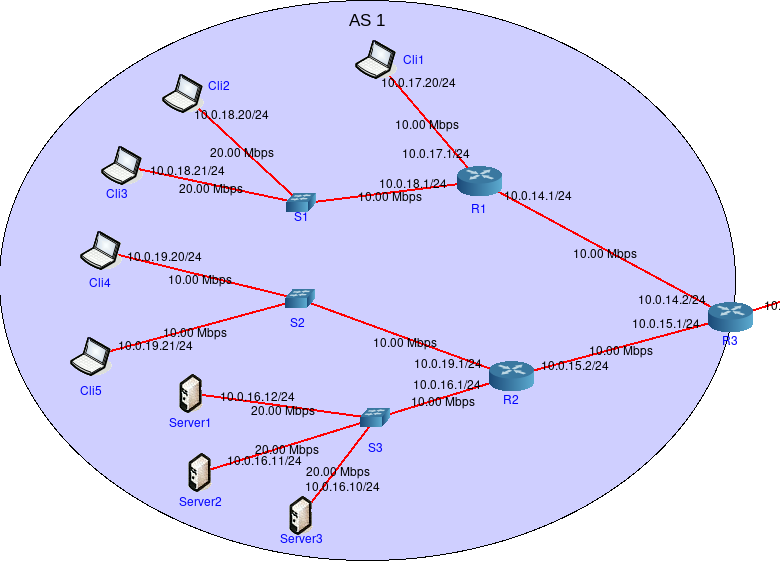 AS 1
Cli1
10.0.17.20/24
Cli2
10.0.18.20/24
10.00 Mbps
20.00 Mbps
10.0.17.1/24
Cli3
10.0.18.21/24
20.00 Mbps
10.0.18.1/24
10.00 Mbps
10.0.14.1/24
S1
R1
Cli4
10.0.19.20/24
10.00 Mbps
10.00 Mbps
S2
10.0.14.2/24
10.
10.0.15.1/24
R3
10.00 Mbps
10.0.19.21/24
Cli5
10.00 Mbps
10.00 Mbps
10.0.19.1/24
10.0.15.2/24
10.0.16.1/24
R2
10.00 Mbps
10.0.16.12/24
20.00 Mbps
Server1
S3
20.00 Mbps
10.0.16.11/24
Server2
20.00 Mbps
10.0.16.10/24
Server3